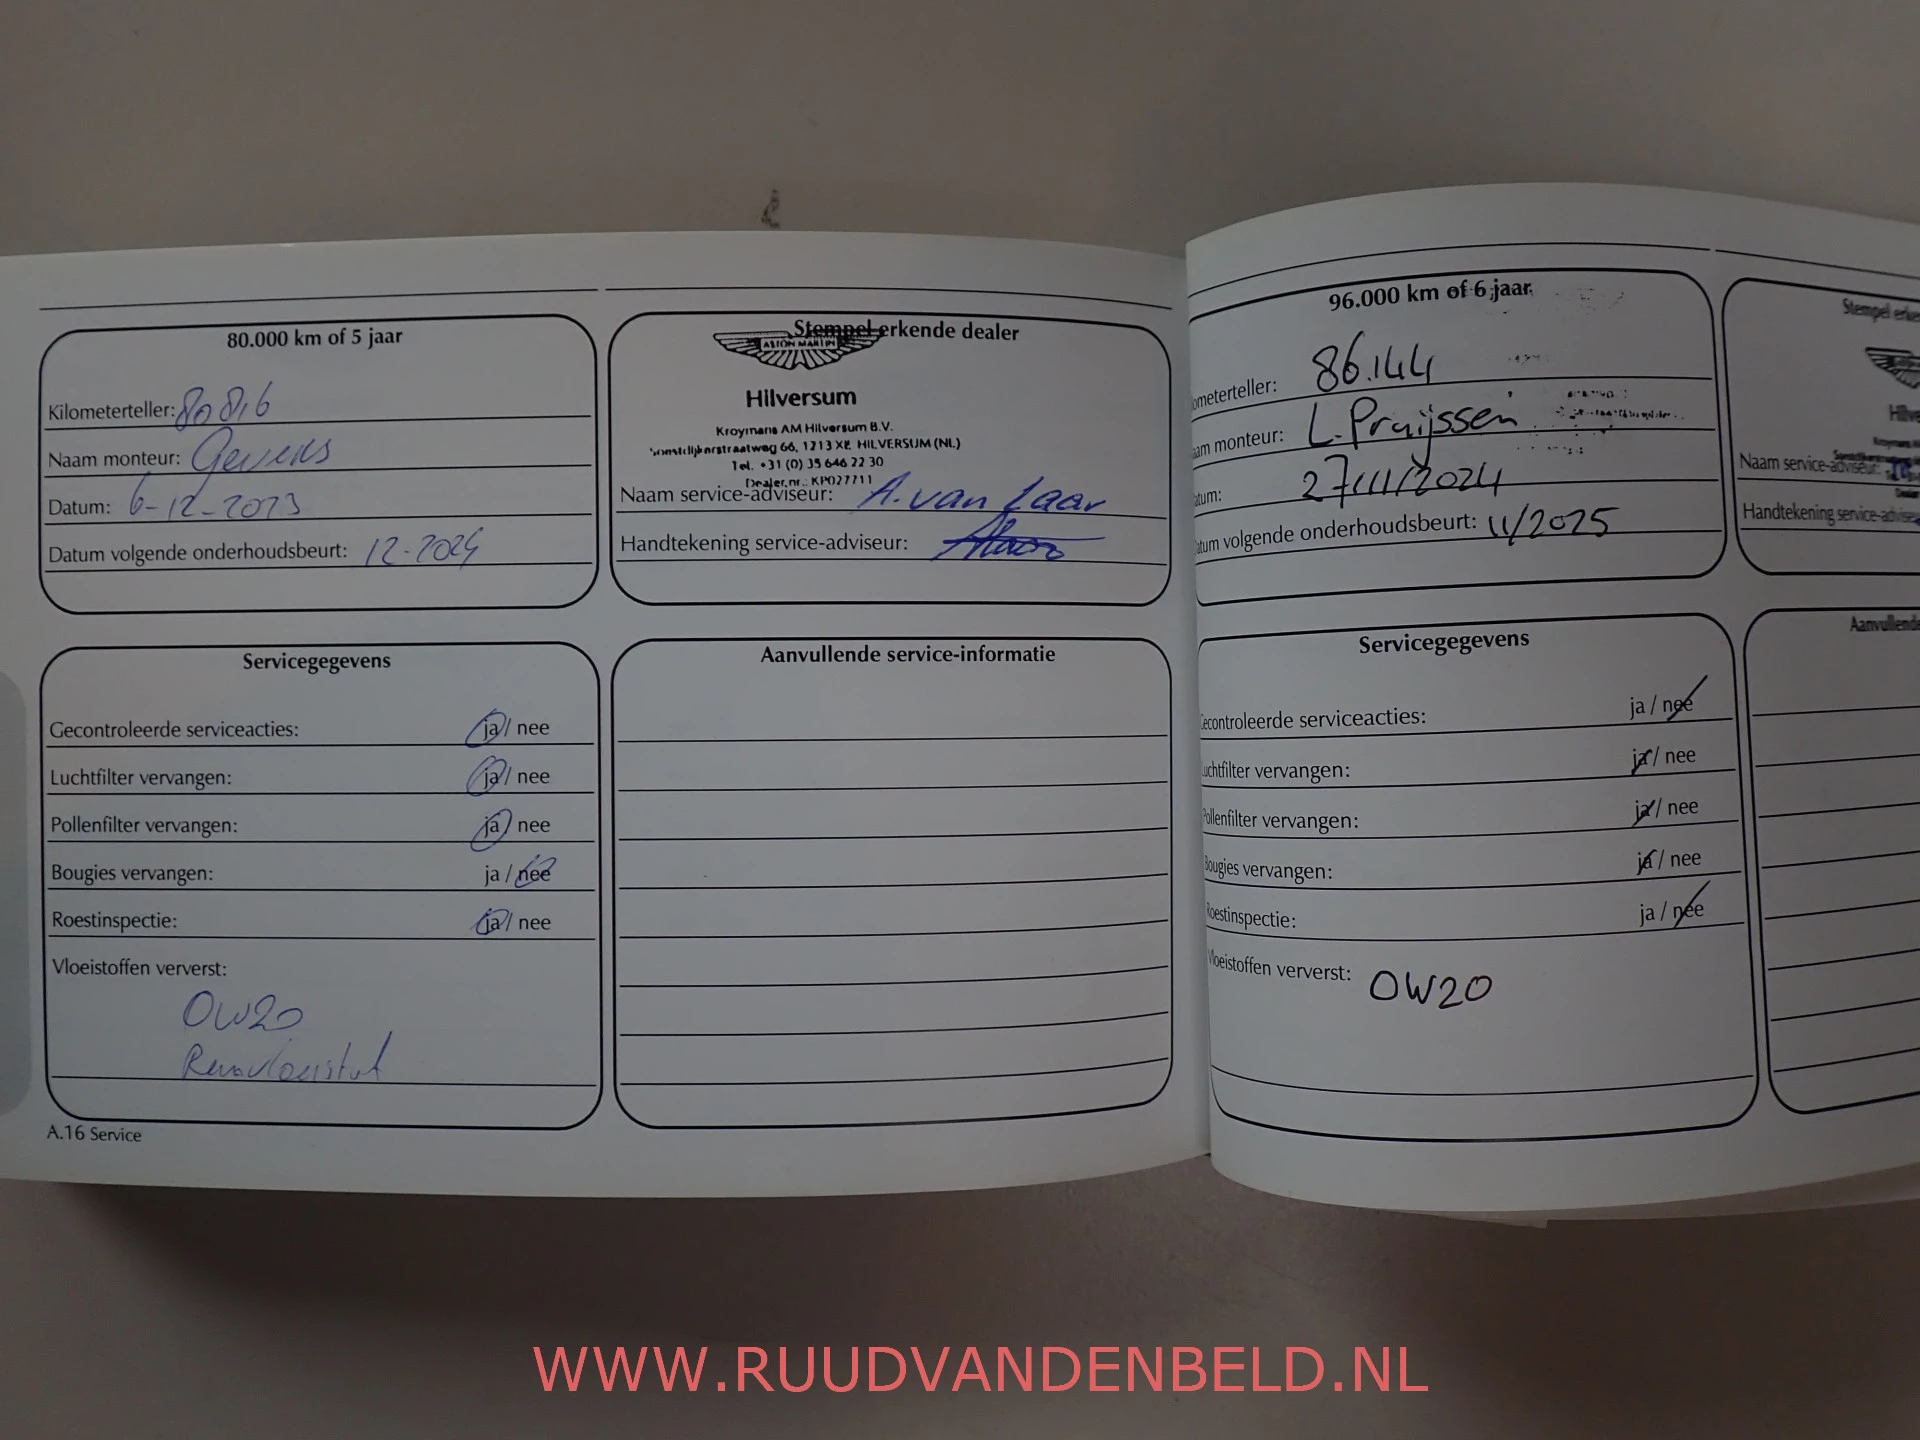 80.000 km of 5 jaar
Kilometerteller: 80816
Naam monteur: Gevers
Datum: 6-12-2023
Datum volgende onderhoudsbeurt: 12-2024
Stempel erkende dealer
ASTON MARTIN
Hilversum
Kroymans AM Hilversum B.V.
66, 1213 XE HILVERSUM (NL)
Tel. +31 (0) 35 646 22 30
Dealer.nr.: KP027711
Naam service-adviseur: A. van Laar
Handtekening service-adviseur:
Servicegegevens
Gecontroleerde serviceacties: ja / nee
Luchtfilter vervangen: ja / nee
Pollenfilter vervangen: ja / nee
Bougies vervangen: ja / nee
Roestinspectie: ja / nee
Vloeistoffen ververst:
0W20
Remvloeistof
Aanvullende service-informatie
A.16 Service
96.000 km of 6 jaar
ometerteller: 86.144
aam monteur: L. Pruijssen
atum: 27/11/2024
atum volgende onderhoudsbeurt: 11/2025
Stempel erke
Naam service-adviseur:
Handtekening service-advise
Servicegegevens
Gecontroleerde serviceacties: ja / nee
uchtfilter vervangen: ja / nee
Pollenfilter vervangen: ja / nee
Bougies vervangen: ja / nee
Roestinspectie: ja / nee
Vloeistoffen ververst: 0W20
Aanvullende
WWW.RUUDVANDENBELD.NL